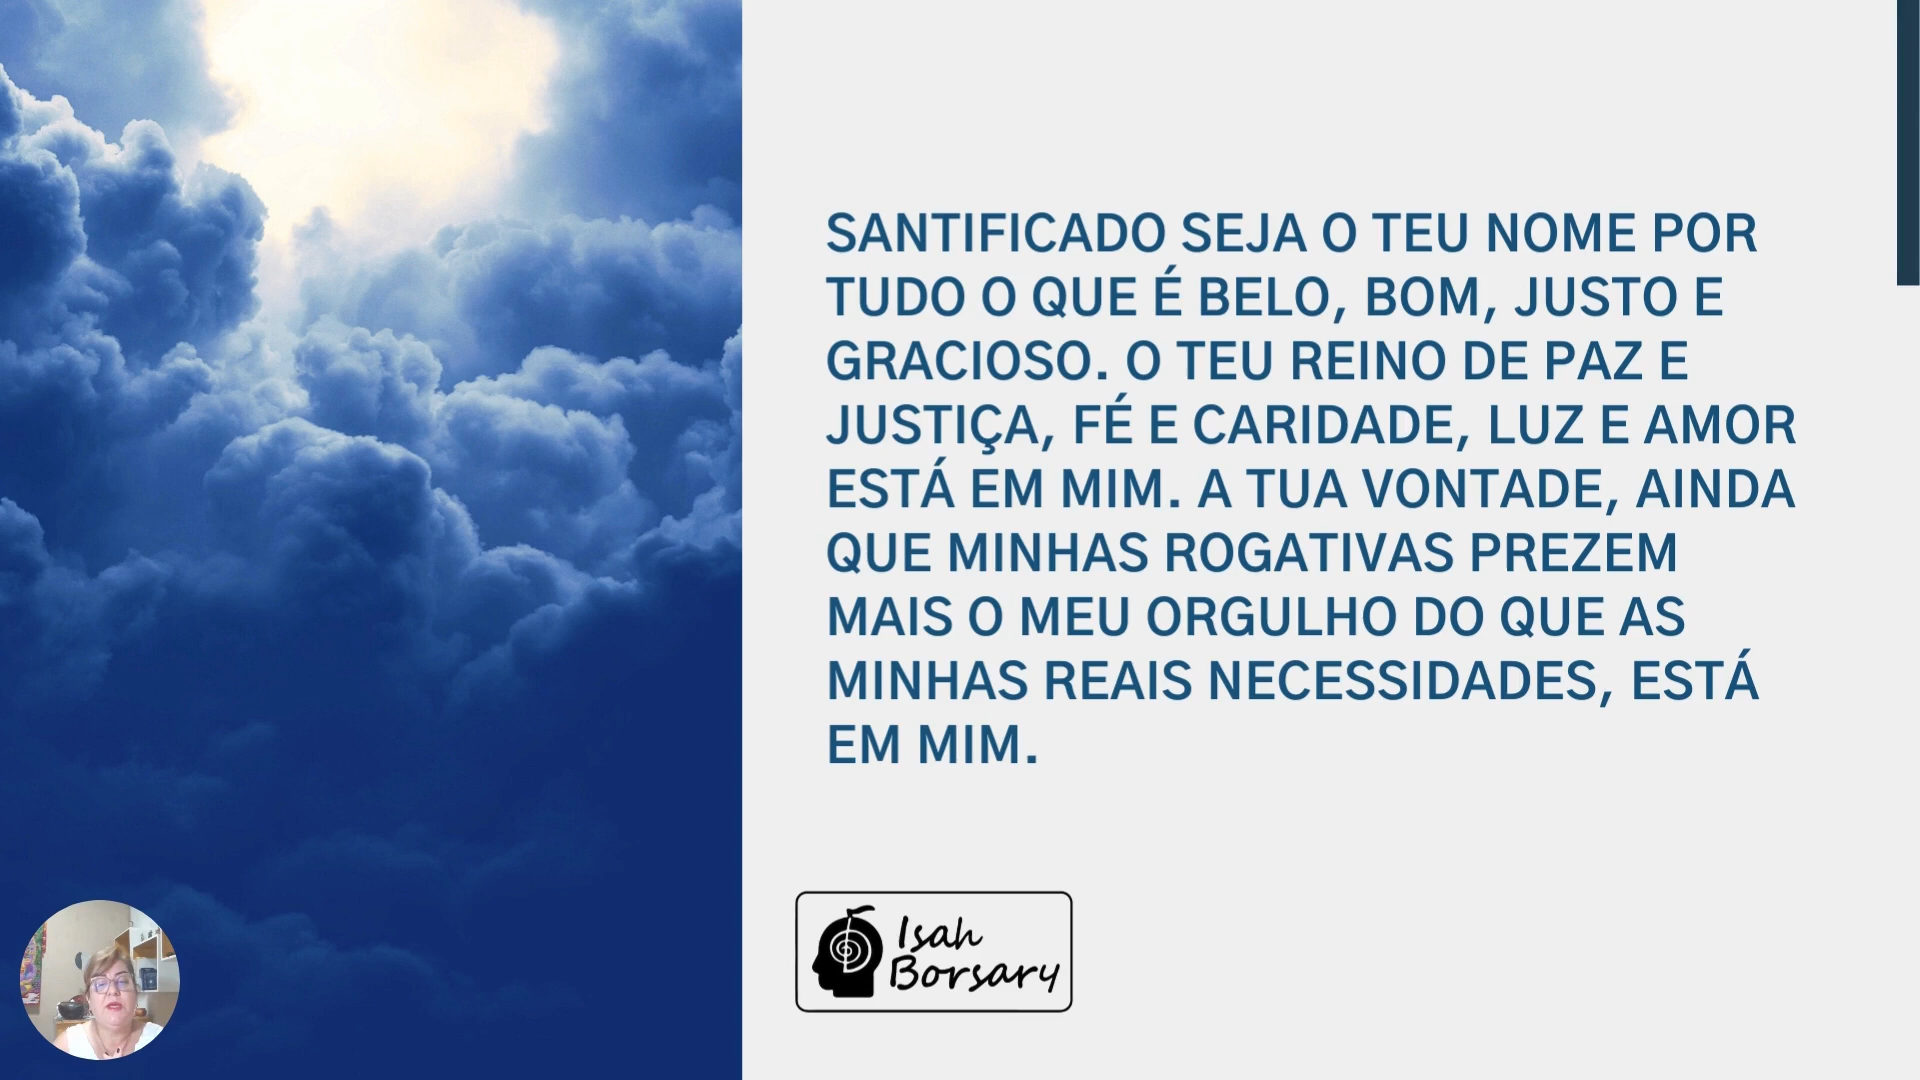 SANTIFICADO SEJA O TEU NOME POR
TUDO O QUE É BELO, BOM, JUSTO E
GRACIOSO. O TEU REINO DE PAZ E
JUSTIÇA, FÉ E CARIDADE, LUZ E AMOR
ESTÁ EM MIM. A TUA VONTADE, AINDA
QUE MINHAS ROGATIVAS PREZEM
MAIS O MEU ORGULHO DO QUE AS
MINHAS REAIS NECESSIDADES, ESTÁ
EM MIM.
Isah
Borsary